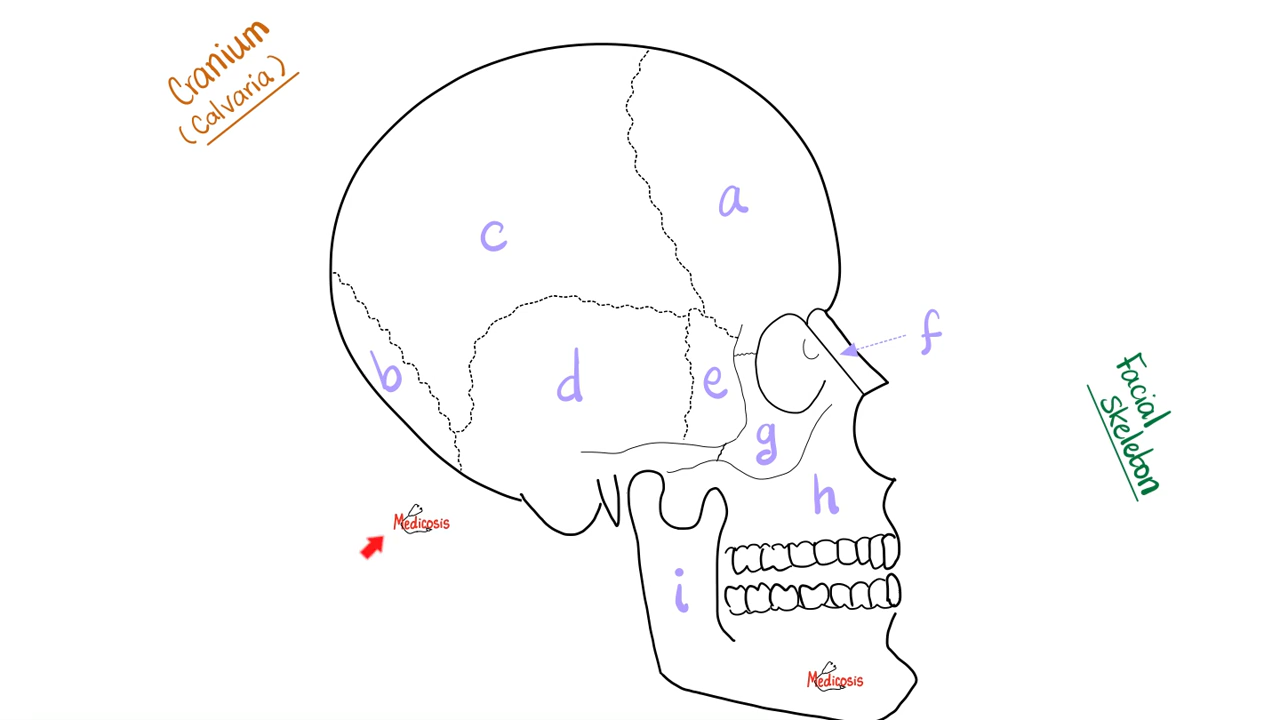 Cranium
(Calvaria)
a
c
f
b
d
e
Facial
Skeleton
g
h
Medicosis
i
Medicosis